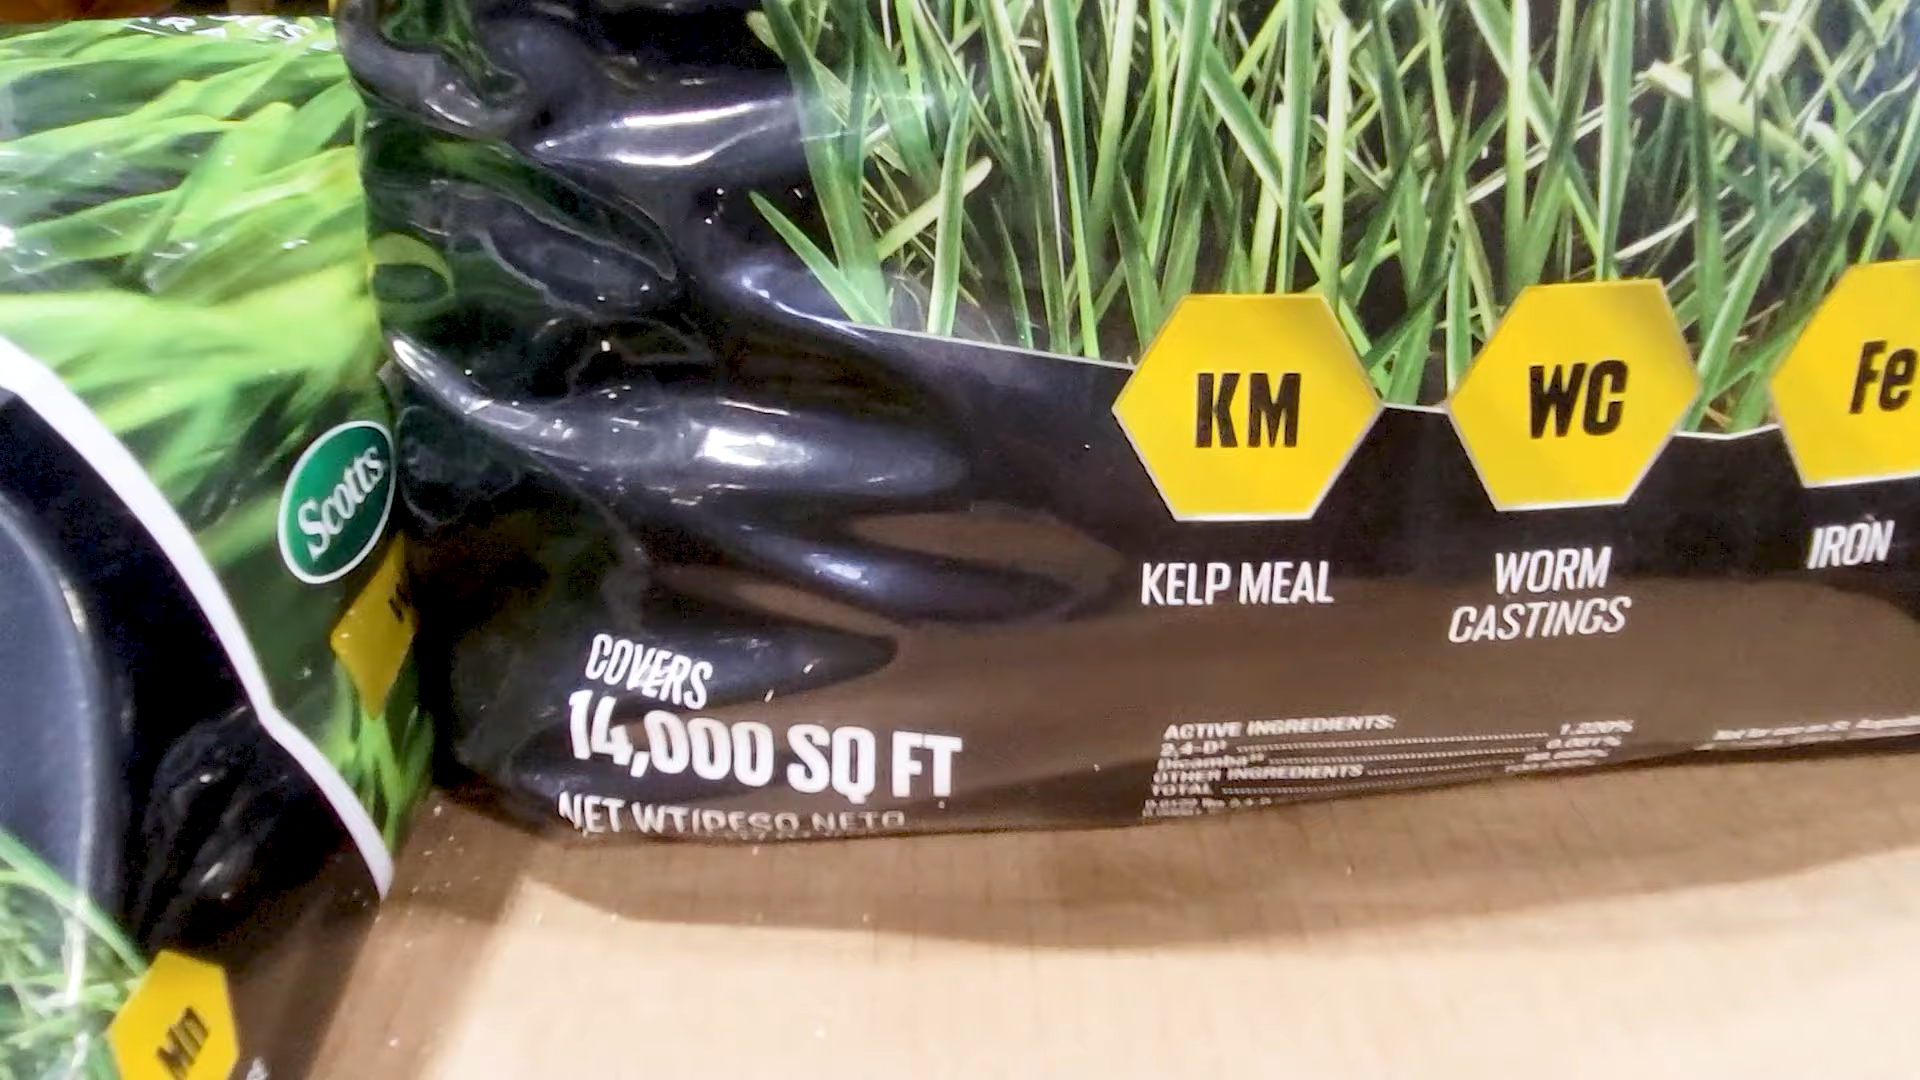 Scotts
KM
WC
Fe
KELP MEAL
WORM
CASTINGS
IRON
COVERS
14,000 SQ FT
NET WT/PESO NETO
ACTIVE INGREDIENTS:
2,4-D
Dicamba
OTHER INGREDIENTS
TOTAL
Mn